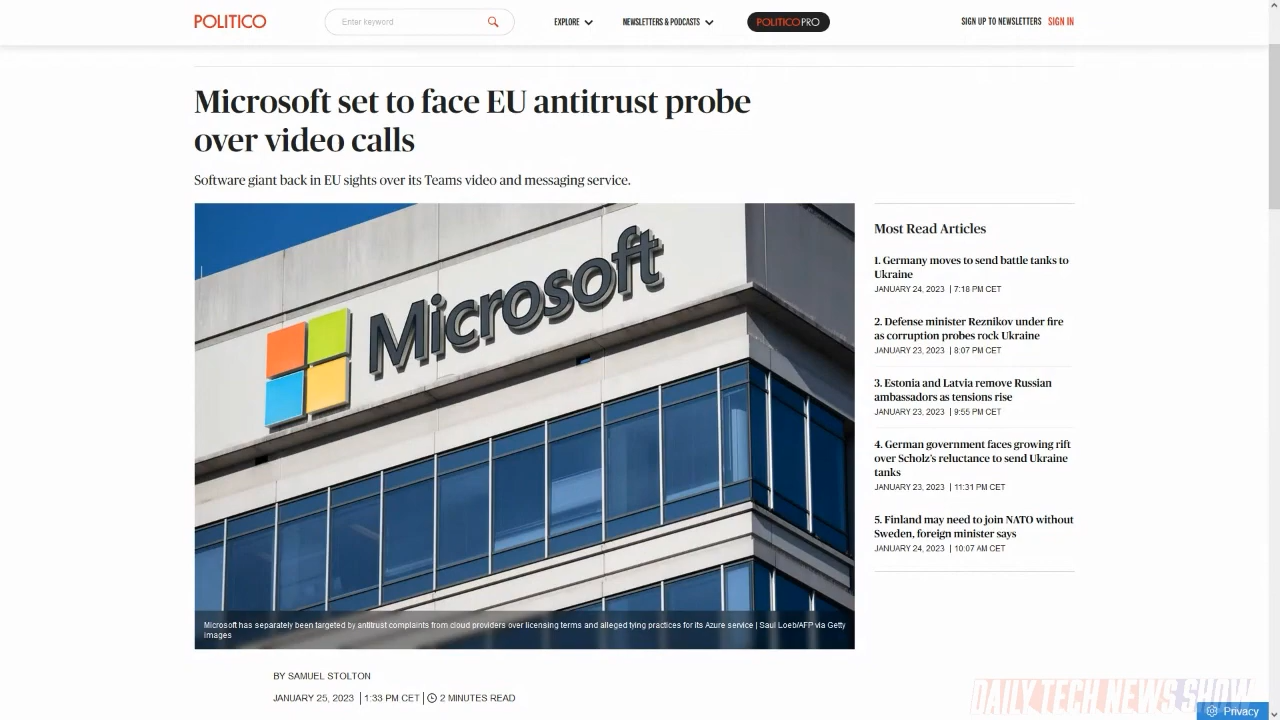 POLITICO
Enter keyword
EXPLORE
NEWSLETTERS & PODCASTS
POLITICOPRO
SIGN UP TO NEWSLETTERS
SIGN IN
Microsoft set to face EU antitrust probe
over video calls
Software giant back in EU sights over its Teams video and messaging service.
Microsoft
Microsoft has separately been targeted by antitrust complaints from cloud providers over licensing terms and alleged tying practices for its Azure service | Saul Loeb/AFP via Getty
Images
BY SAMUEL STOLTON
JANUARY 25, 2023 | 1:33 PM CET | 2 MINUTES READ
Most Read Articles
1. Germany moves to send battle tanks to
Ukraine
JANUARY 24, 2023 | 7:18 PM CET
2. Defense minister Reznikov under fire
as corruption probes rock Ukraine
JANUARY 23, 2023 | 8:07 PM CET
3. Estonia and Latvia remove Russian
ambassadors as tensions rise
JANUARY 23, 2023 | 9:55 PM CET
4. German government faces growing rift
over Scholz's reluctance to send Ukraine
tanks
JANUARY 23, 2023 | 11:31 PM CET
5. Finland may need to join NATO without
Sweden, foreign minister says
JANUARY 24, 2023 | 10:07 AM CET
DAILY TECH NEWS SHOW
Privacy